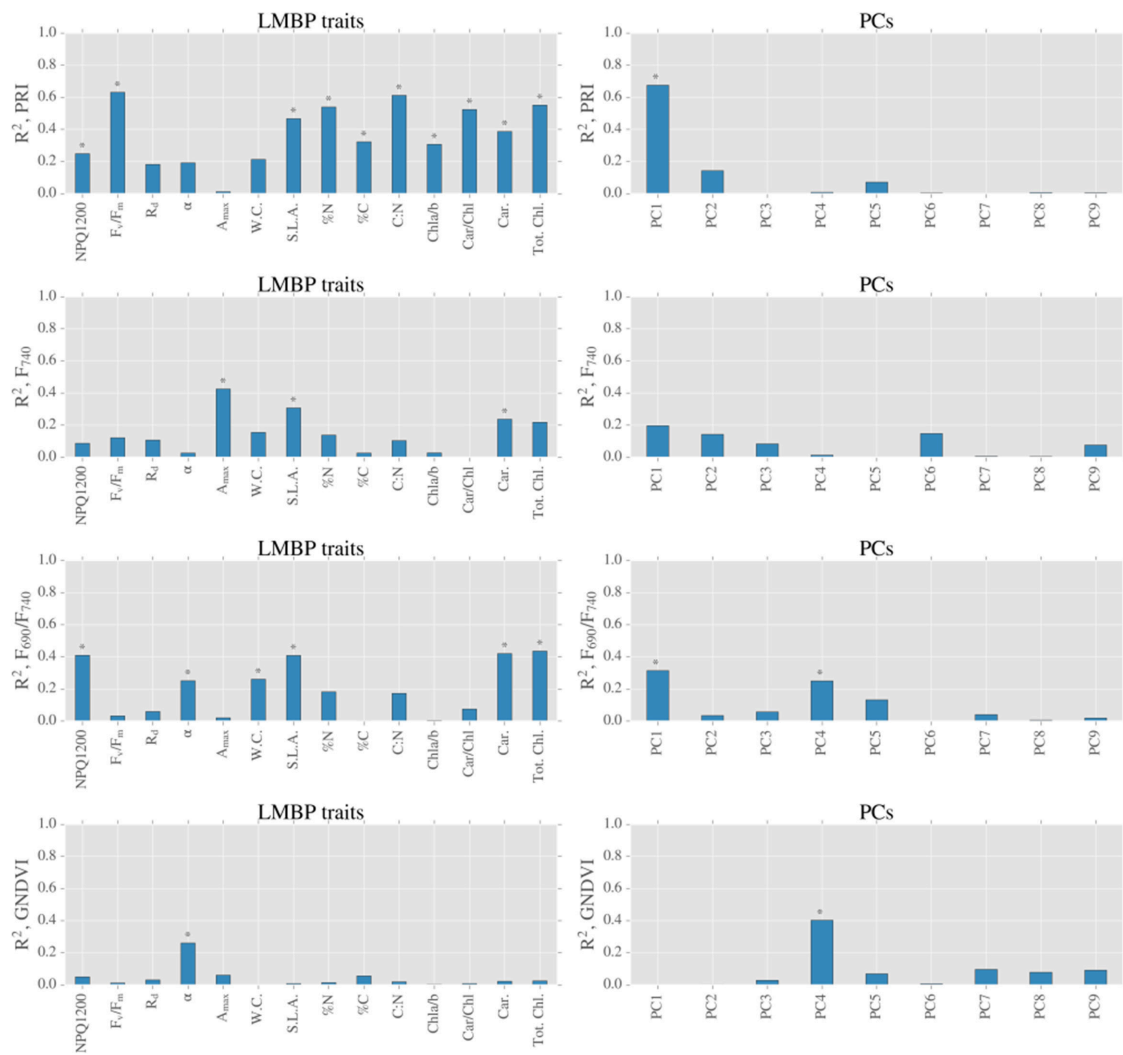 LMBP traits
R², PRI
1.0
0.8
0.6
0.4
0.2
0.0
* * * * * * * * * *
NPQ1200 Fᵥ/Fₘ R_d α A_max W.C. S.L.A. %N %C C:N Chla/b Car/Chl Car. Tot. Chl.
PCs
R², PRI
1.0
0.8
0.6
0.4
0.2
0.0
*
PC1 PC2 PC3 PC4 PC5 PC6 PC7 PC8 PC9
LMBP traits
R², F₇₄₀
1.0
0.8
0.6
0.4
0.2
0.0
* * *
NPQ1200 Fᵥ/Fₘ R_d α A_max W.C. S.L.A. %N %C C:N Chla/b Car/Chl Car. Tot. Chl.
PCs
R², F₇₄₀
1.0
0.8
0.6
0.4
0.2
0.0
PC1 PC2 PC3 PC4 PC5 PC6 PC7 PC8 PC9
LMBP traits
R², F₆₉₀/F₇₄₀
1.0
0.8
0.6
0.4
0.2
0.0
* * * * * *
NPQ1200 Fᵥ/Fₘ R_d α A_max W.C. S.L.A. %N %C C:N Chla/b Car/Chl Car. Tot. Chl.
PCs
R², F₆₉₀/F₇₄₀
1.0
0.8
0.6
0.4
0.2
0.0
* *
PC1 PC2 PC3 PC4 PC5 PC6 PC7 PC8 PC9
LMBP traits
R², GNDVI
1.0
0.8
0.6
0.4
0.2
0.0
*
NPQ1200 Fᵥ/Fₘ R_d α A_max W.C. S.L.A. %N %C C:N Chla/b Car/Chl Car. Tot. Chl.
PCs
R², GNDVI
1.0
0.8
0.6
0.4
0.2
0.0
*
PC1 PC2 PC3 PC4 PC5 PC6 PC7 PC8 PC9